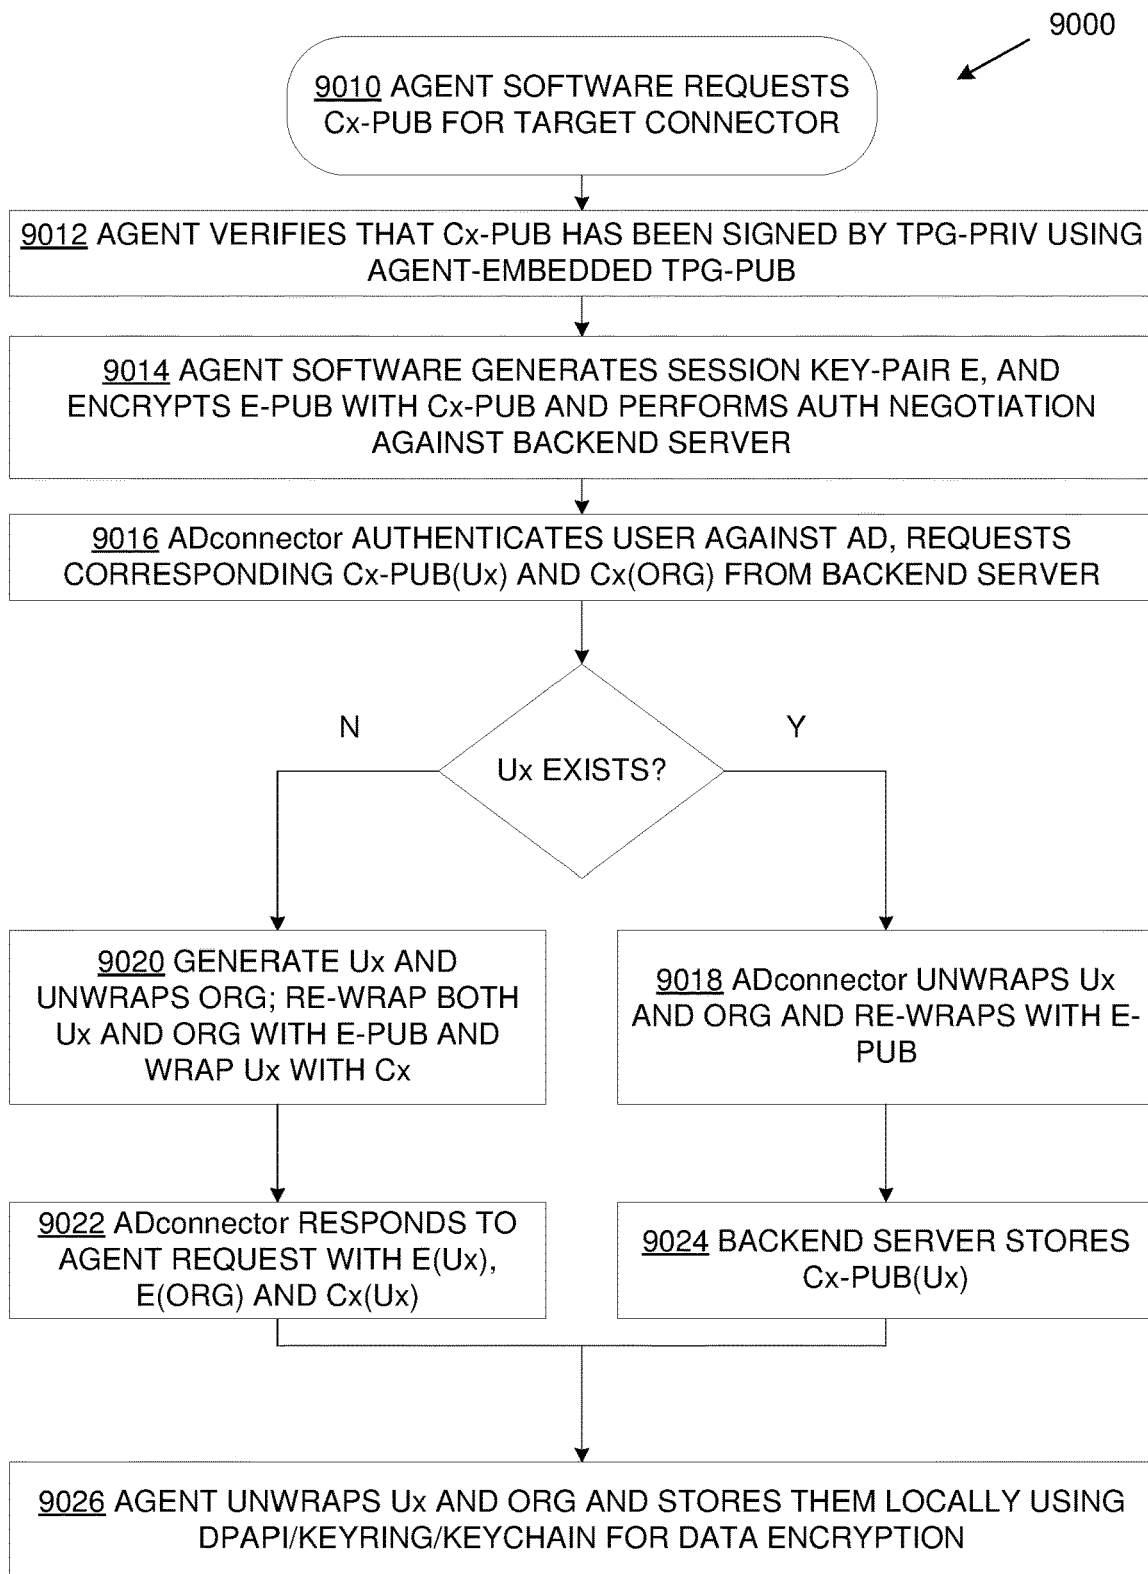 9000
9010 AGENT SOFTWARE REQUESTS
Cx-PUB FOR TARGET CONNECTOR
9012 AGENT VERIFIES THAT Cx-PUB HAS BEEN SIGNED BY TPG-PRIV USING
AGENT-EMBEDDED TPG-PUB
9014 AGENT SOFTWARE GENERATES SESSION KEY-PAIR E, AND
ENCRYPTS E-PUB WITH Cx-PUB AND PERFORMS AUTH NEGOTIATION
AGAINST BACKEND SERVER
9016 ADconnector AUTHENTICATES USER AGAINST AD, REQUESTS
CORRESPONDING Cx-PUB(Ux) AND Cx(ORG) FROM BACKEND SERVER
N
Y
Ux EXISTS?
9020 GENERATE Ux AND
UNWRAPS ORG; RE-WRAP BOTH
Ux AND ORG WITH E-PUB AND
WRAP Ux WITH Cx
9018 ADconnector UNWRAPS Ux
AND ORG AND RE-WRAPS WITH E-
PUB
9022 ADconnector RESPONDS TO
AGENT REQUEST WITH E(Ux),
E(ORG) AND Cx(Ux)
9024 BACKEND SERVER STORES
Cx-PUB(Ux)
9026 AGENT UNWRAPS Ux AND ORG AND STORES THEM LOCALLY USING
DPAPI/KEYRING/KEYCHAIN FOR DATA ENCRYPTION